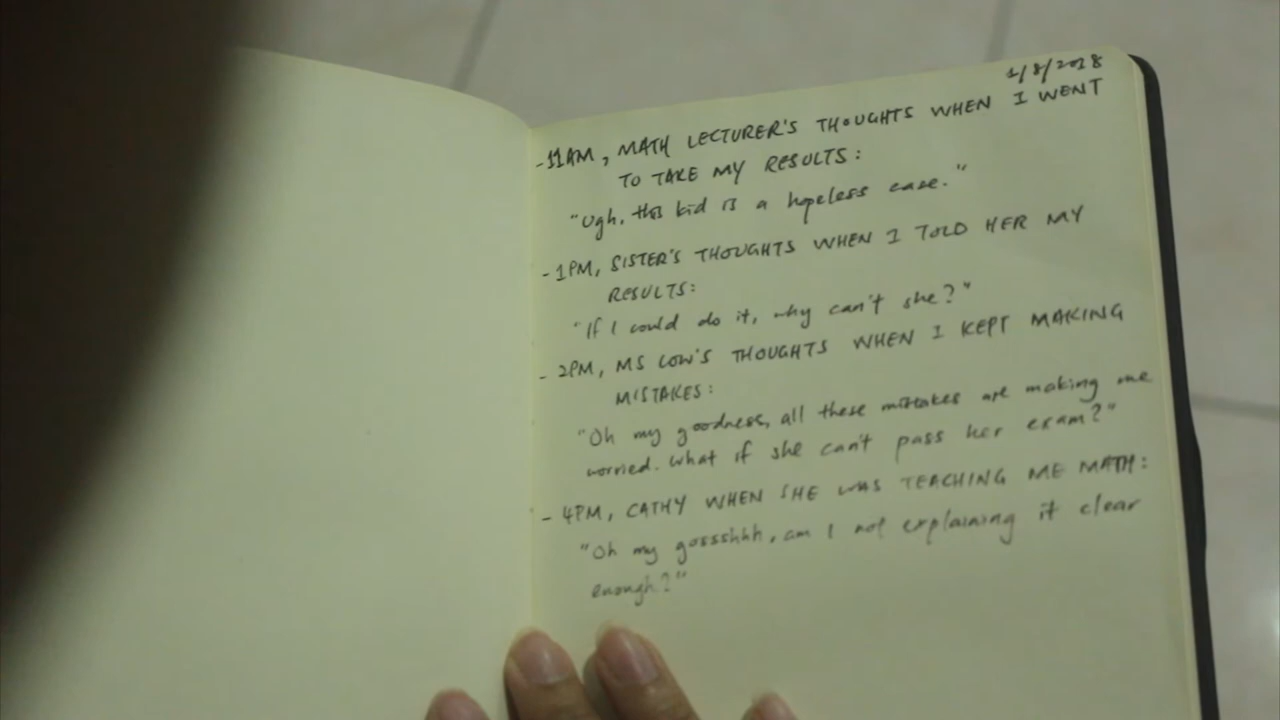 1/8/2018
- 11AM, MATH LECTURER'S THOUGHTS WHEN I WENT
TO TAKE MY RESULTS:
"Ugh, this kid is a hopeless case."
- 1PM, SISTER'S THOUGHTS WHEN I TOLD HER MY
RESULTS:
"If I could do it, why can't she?"
- 2PM, MS LOW'S THOUGHTS WHEN I KEPT MAKING
MISTAKES:
"Oh my goodness, all these mistakes are making me
worried. What if she can't pass her exam?"
- 4PM, CATHY WHEN SHE WAS TEACHING ME MATH:
"Oh my gossshhh, am I not explaining it clear
enough?"